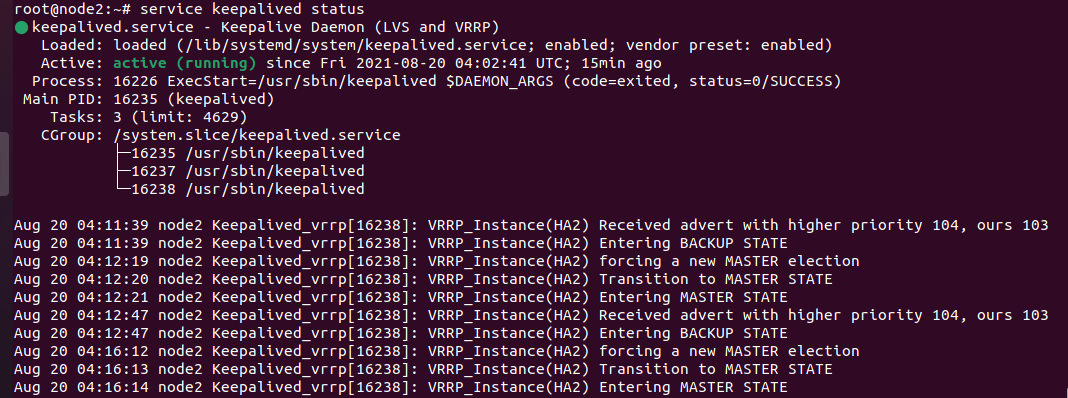 root@node2:~# service keepalived status
● keepalived.service - Keepalive Daemon (LVS and VRRP)
   Loaded: loaded (/lib/systemd/system/keepalived.service; enabled; vendor preset: enabled)
   Active: active (running) since Fri 2021-08-20 04:02:41 UTC; 15min ago
  Process: 16226 ExecStart=/usr/sbin/keepalived $DAEMON_ARGS (code=exited, status=0/SUCCESS)
 Main PID: 16235 (keepalived)
    Tasks: 3 (limit: 4629)
   CGroup: /system.slice/keepalived.service
           ├─16235 /usr/sbin/keepalived
           ├─16237 /usr/sbin/keepalived
           └─16238 /usr/sbin/keepalived

Aug 20 04:11:39 node2 Keepalived_vrrp[16238]: VRRP_Instance(HA2) Received advert with higher priority 104, ours 103
Aug 20 04:11:39 node2 Keepalived_vrrp[16238]: VRRP_Instance(HA2) Entering BACKUP STATE
Aug 20 04:12:19 node2 Keepalived_vrrp[16238]: VRRP_Instance(HA2) forcing a new MASTER election
Aug 20 04:12:20 node2 Keepalived_vrrp[16238]: VRRP_Instance(HA2) Transition to MASTER STATE
Aug 20 04:12:21 node2 Keepalived_vrrp[16238]: VRRP_Instance(HA2) Entering MASTER STATE
Aug 20 04:12:47 node2 Keepalived_vrrp[16238]: VRRP_Instance(HA2) Received advert with higher priority 104, ours 103
Aug 20 04:12:47 node2 Keepalived_vrrp[16238]: VRRP_Instance(HA2) Entering BACKUP STATE
Aug 20 04:16:12 node2 Keepalived_vrrp[16238]: VRRP_Instance(HA2) forcing a new MASTER election
Aug 20 04:16:13 node2 Keepalived_vrrp[16238]: VRRP_Instance(HA2) Transition to MASTER STATE
Aug 20 04:16:14 node2 Keepalived_vrrp[16238]: VRRP_Instance(HA2) Entering MASTER STATE